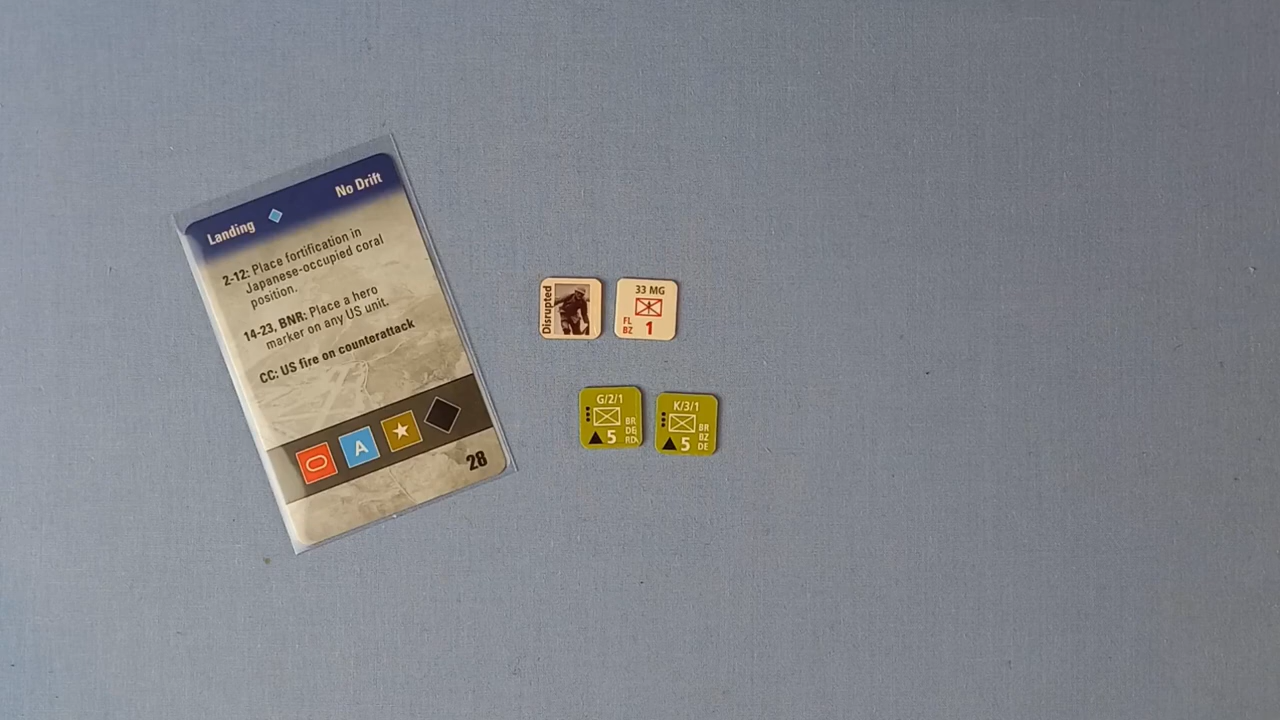 Landing No Drift
2-12: Place fortification in
Japanese-occupied coral
position.
14-23, BNR: Place a hero
marker on any US unit.
CC: US fire on counterattack
A
28
Disrupted
33 MG
FL
BZ
1
G/2/1
BR
DE
RD
5
K/3/1
BR
BZ
DE
5